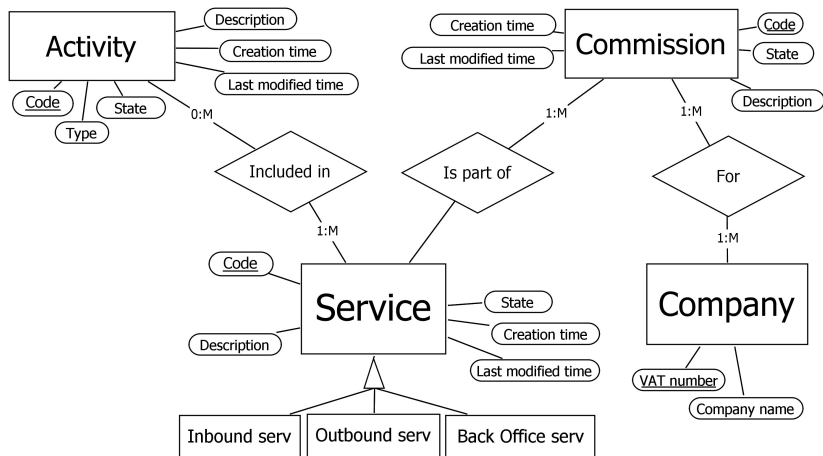 Activity
Description
Creation time
Last modified time
Code
Type
State
0:M
Included in
1:M
Commission
Creation time
Last modified time
Code
State
Description
1:M
1:M
Is part of
For
1:M
Service
Code
Description
State
Creation time
Last modified time
Company
VAT number
Company name
Inbound serv
Outbound serv
Back Office serv